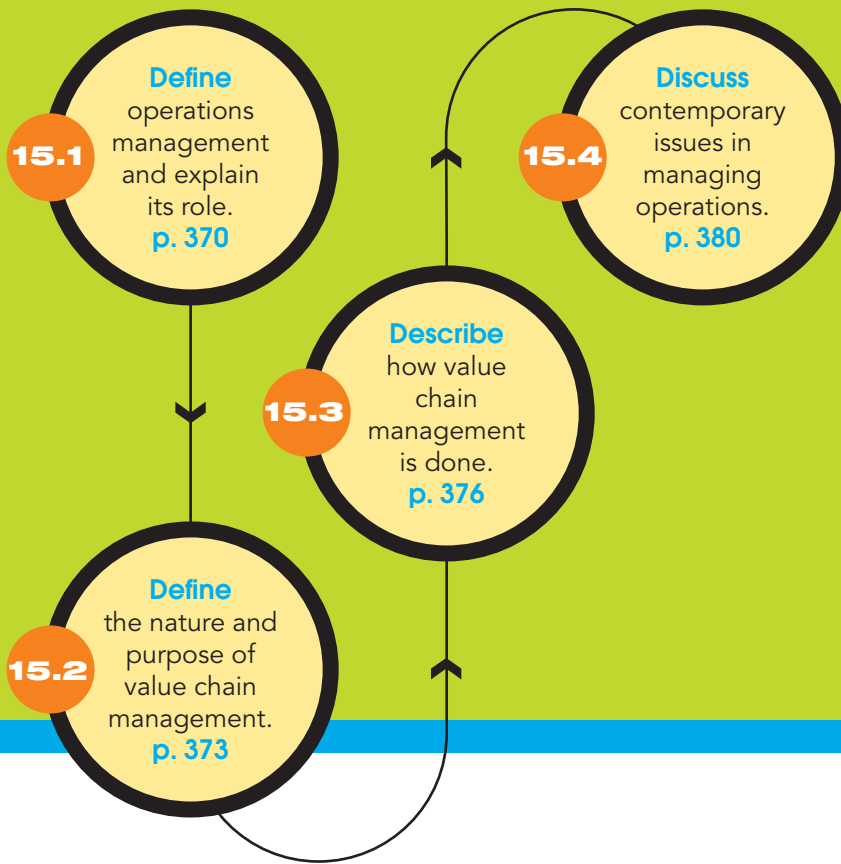 15.1
Define
operations
management
and explain
its role.
p. 370
15.2
Define
the nature and
purpose of
value chain
management.
p. 373
15.3
Describe
how value
chain
management
is done.
p. 376
15.4
Discuss
contemporary
issues in
managing
operations.
p. 380